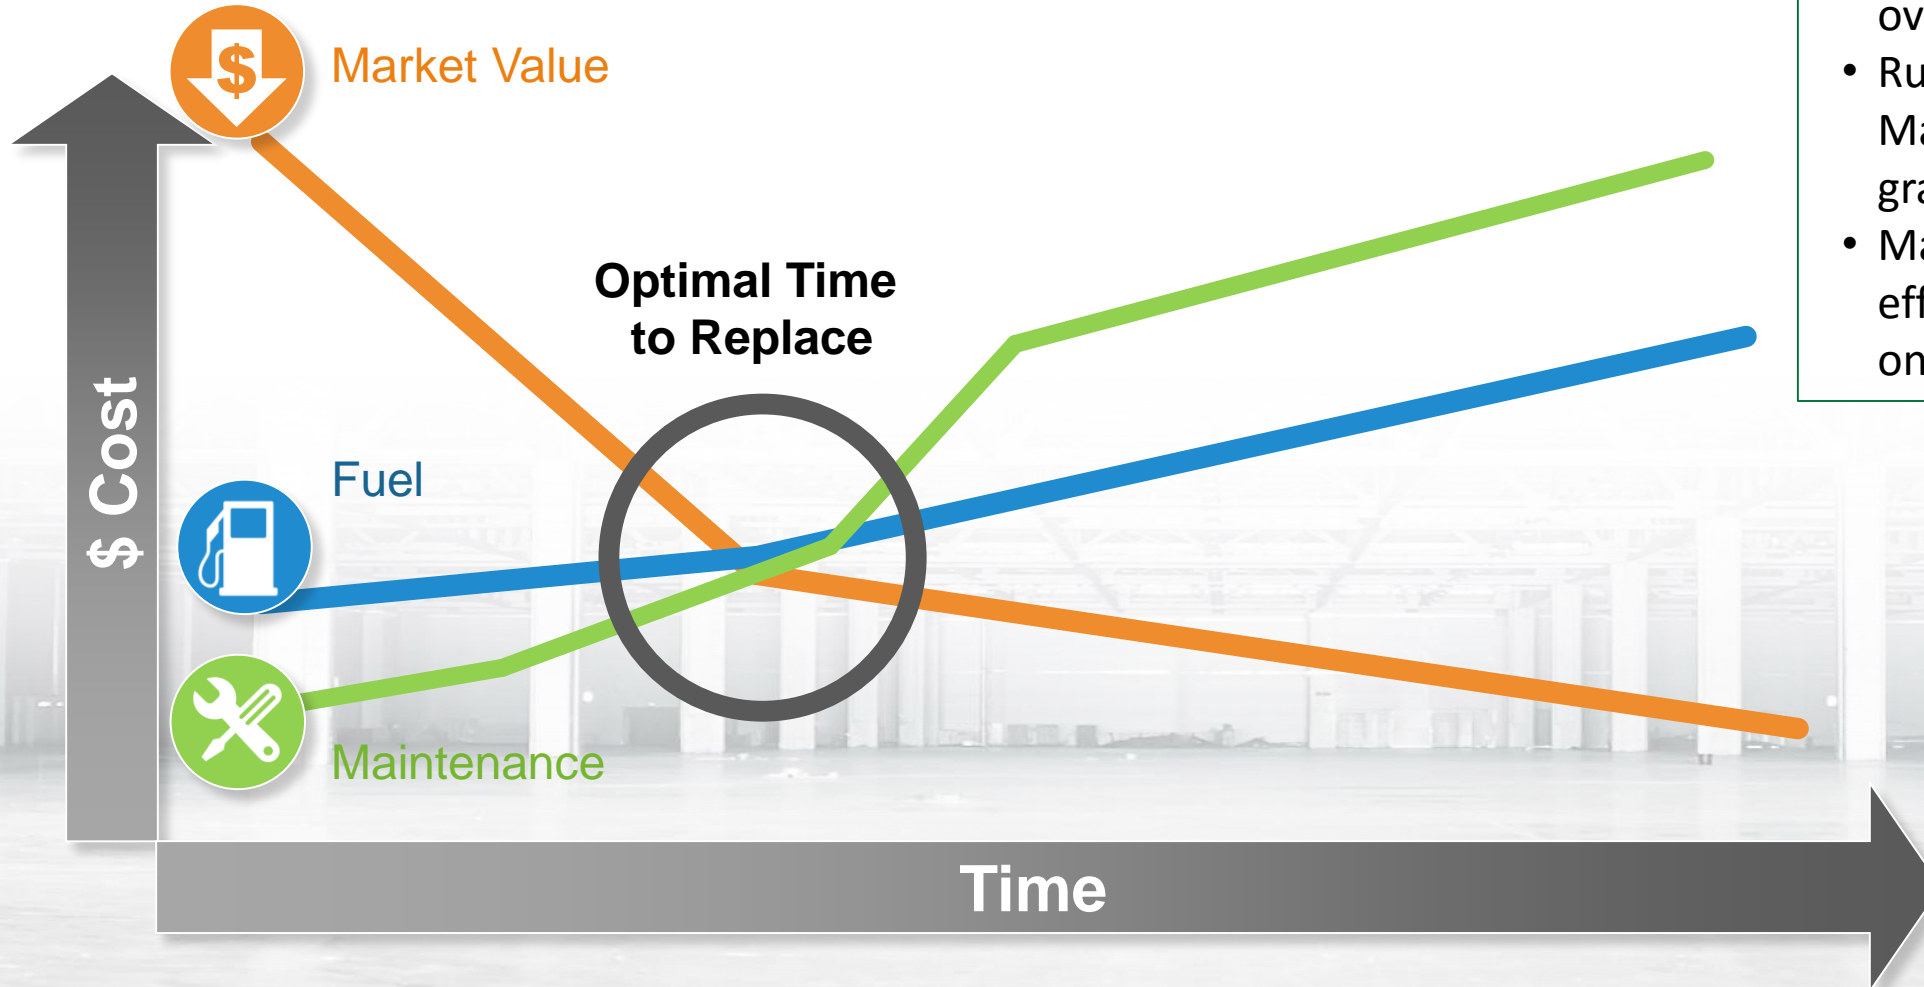 $
Market Value
Optimal Time
to Replace
$ Cost
Fuel
Maintenance
Time